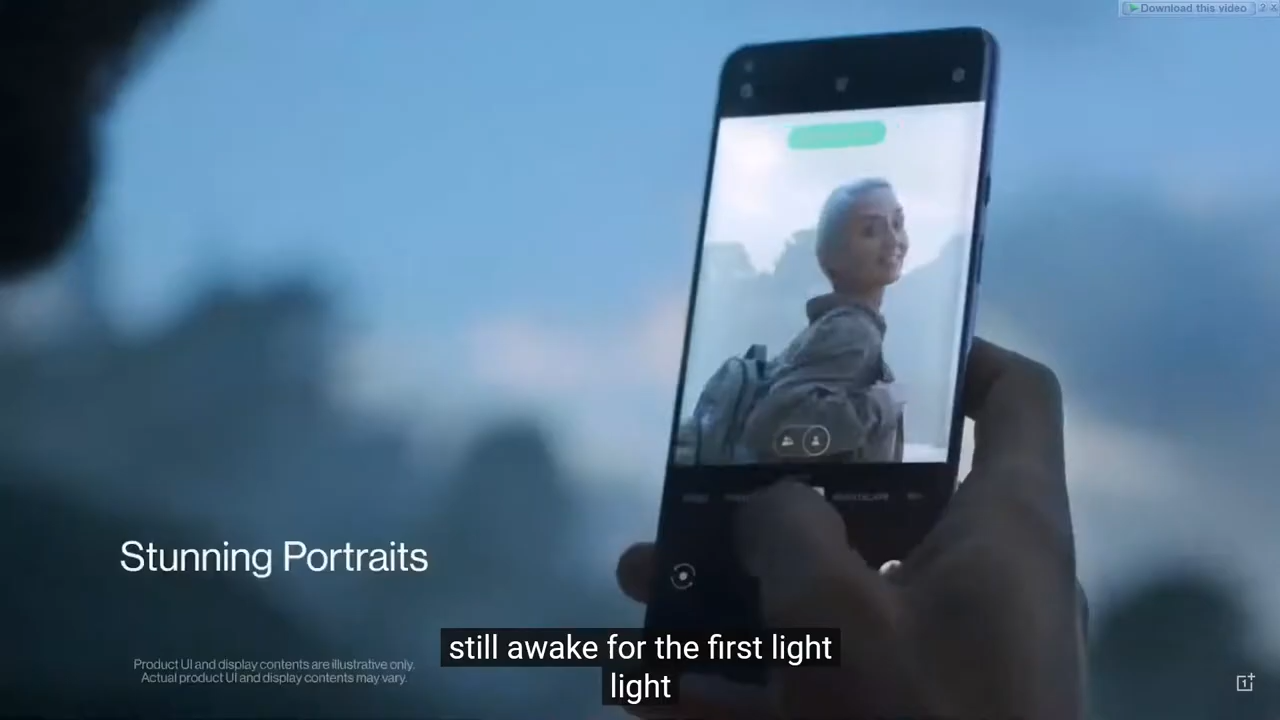 Download this video ? X
Stunning Portraits
still awake for the first light
light
Product UI and display contents are illustrative only.
Actual product UI and display contents may vary.
1+